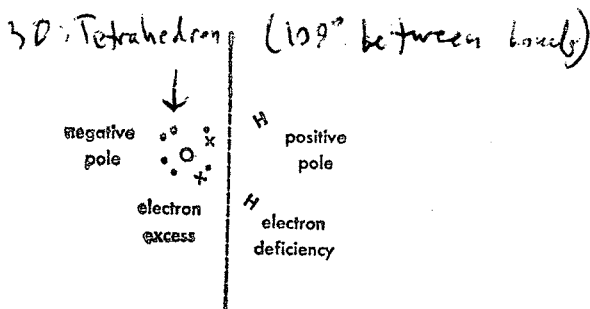 3D: Tetrahedron (109° between bonds)
negative
pole
O
x
x
H
positive
pole
electron
excess
H
electron
deficiency